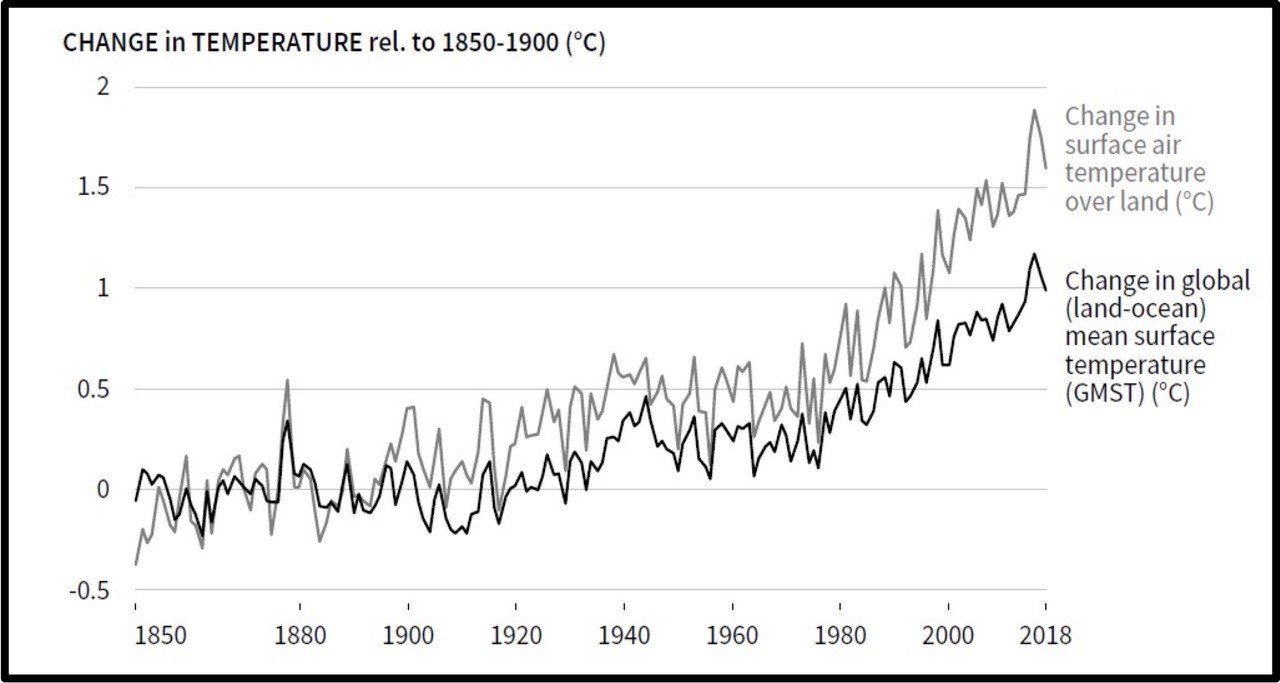 CHANGE in TEMPERATURE rel. to 1850-1900 (°C)
2
1.5
1
0.5
0
-0.5
1850 1880 1900 1920 1940 1960 1980 2000 2018
Change in
surface air
temperature
over land (°C)
Change in global
(land-ocean)
mean surface
temperature
(GMST) (°C)